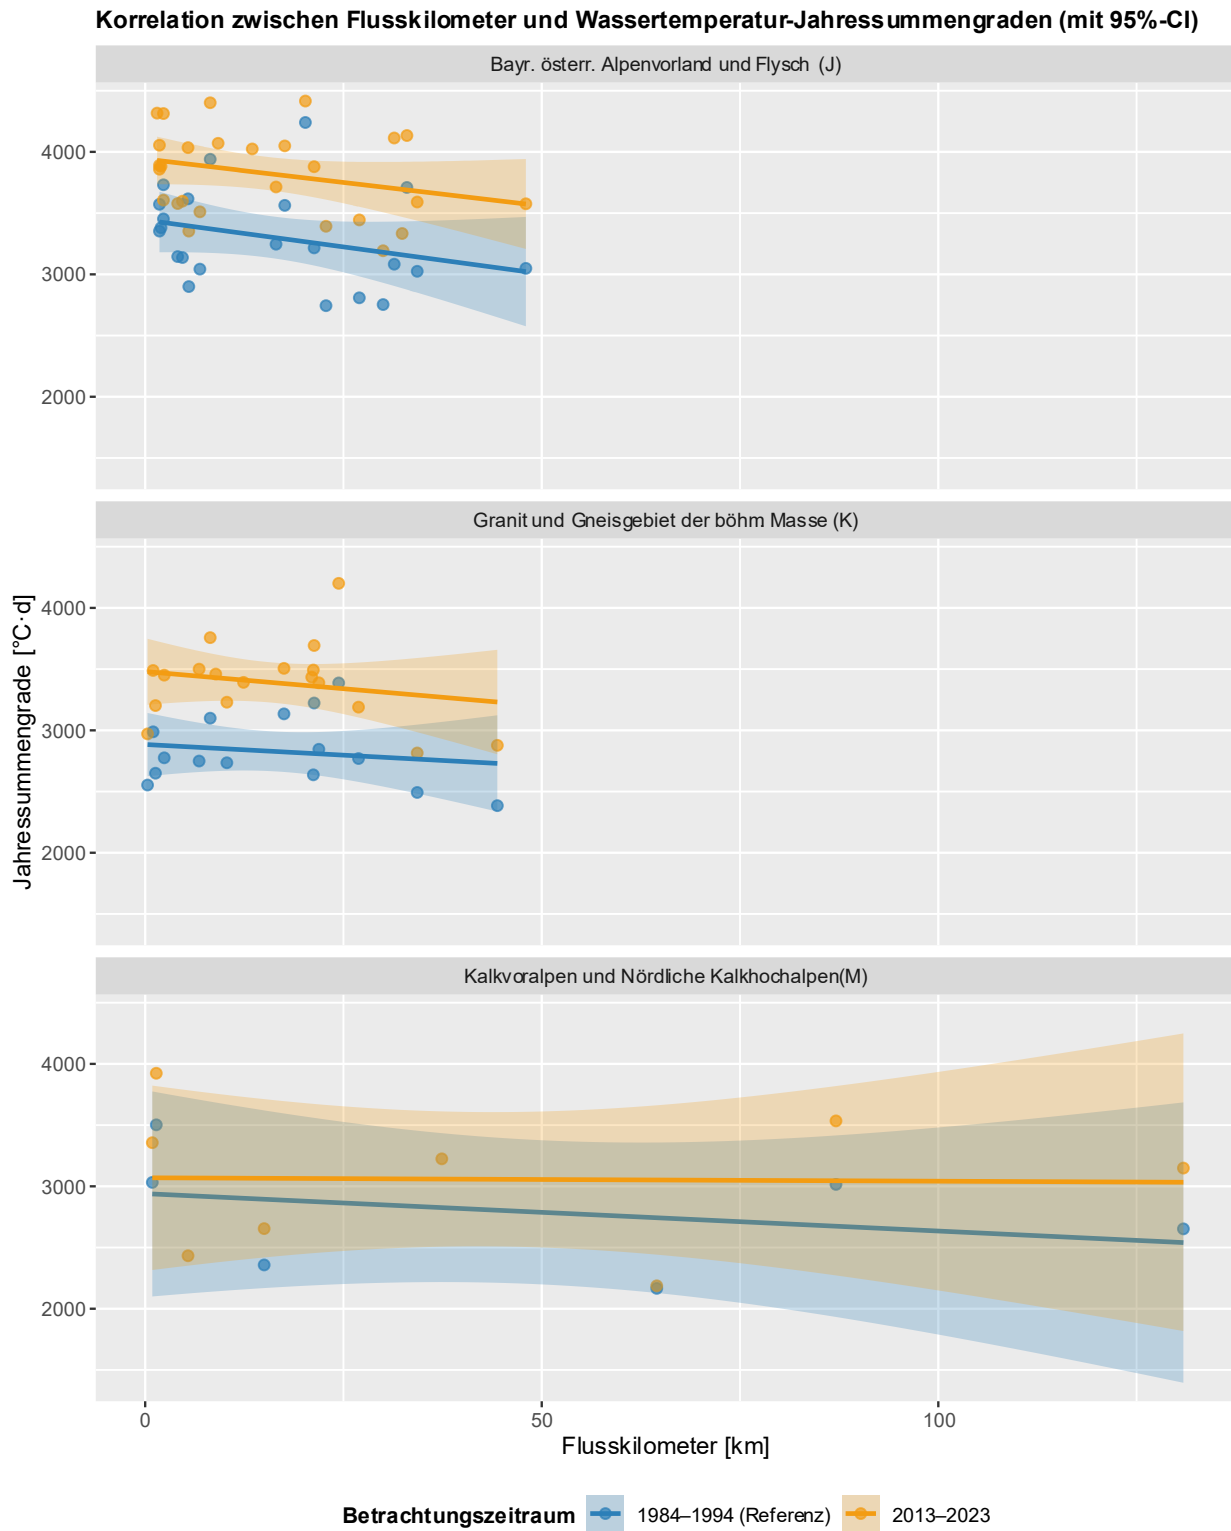 Korrelation zwischen Flusskilometer und Wassertemperatur-Jahressummengraden (mit 95%-CI)
Bayr. österr. Alpenvorland und Flysch (J)
4000
3000
2000
Granit und Gneisgebiet der böhm Masse (K)
4000
3000
2000
Jahressummengrade [°C·d]
Kalkvoralpen und Nördliche Kalkhochalpen(M)
4000
3000
2000
0 50 100
Flusskilometer [km]
Betrachtungszeitraum 1984–1994 (Referenz) 2013–2023